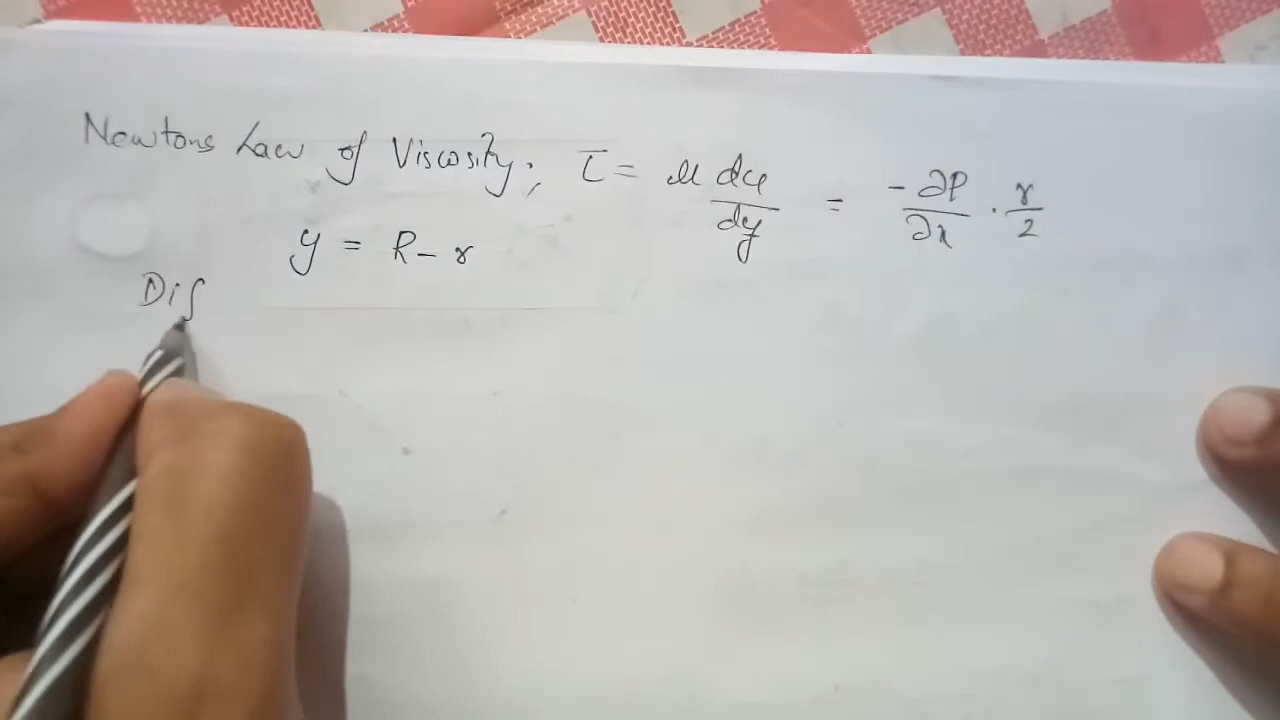 Newtons Law of Viscosity; τ = μ du/dy = -∂P/∂x · r/2
y = R - r
Dif